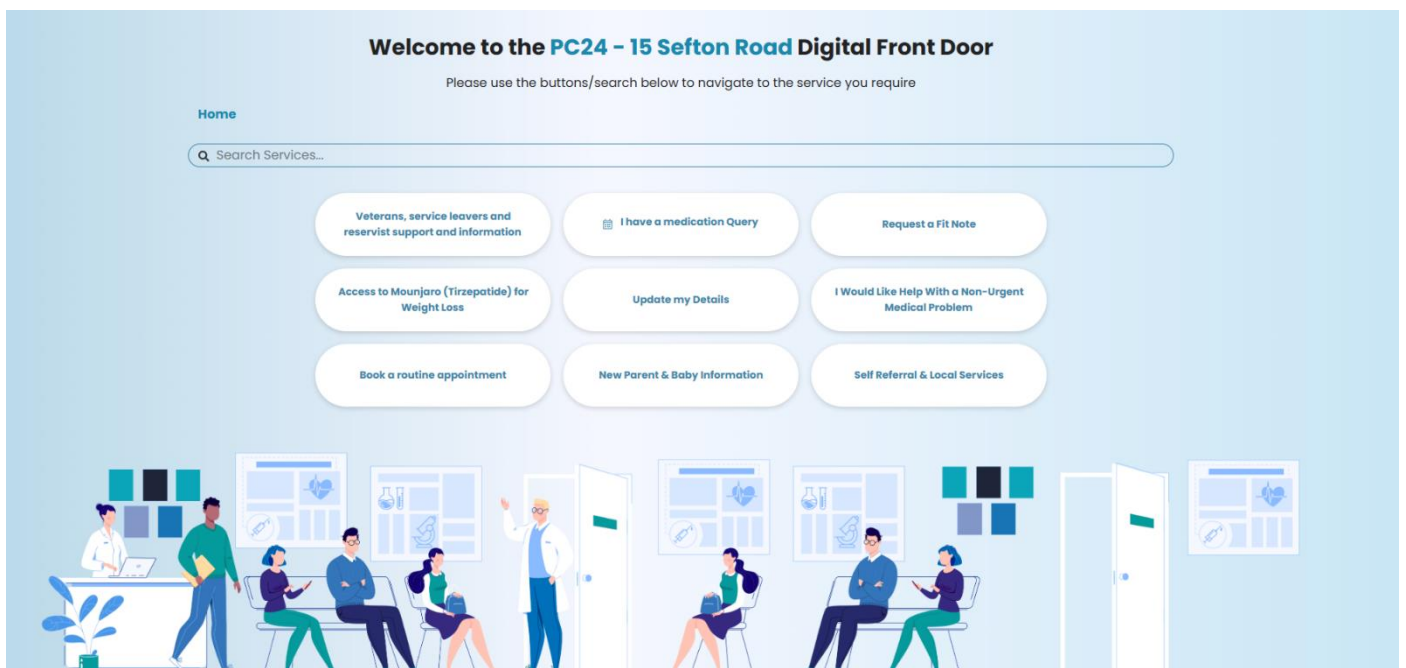 Welcome to the PC24 - 15 Sefton Road Digital Front Door
Please use the buttons/search below to navigate to the service you require
Home
Search Services...
Veterans, service leavers and
reservist support and information
I have a medication Query
Request a Fit Note
Access to Mounjaro (Tirzepatide) for
Weight Loss
Update my Details
I Would Like Help With a Non-Urgent
Medical Problem
Book a routine appointment
New Parent & Baby Information
Self Referral & Local Services